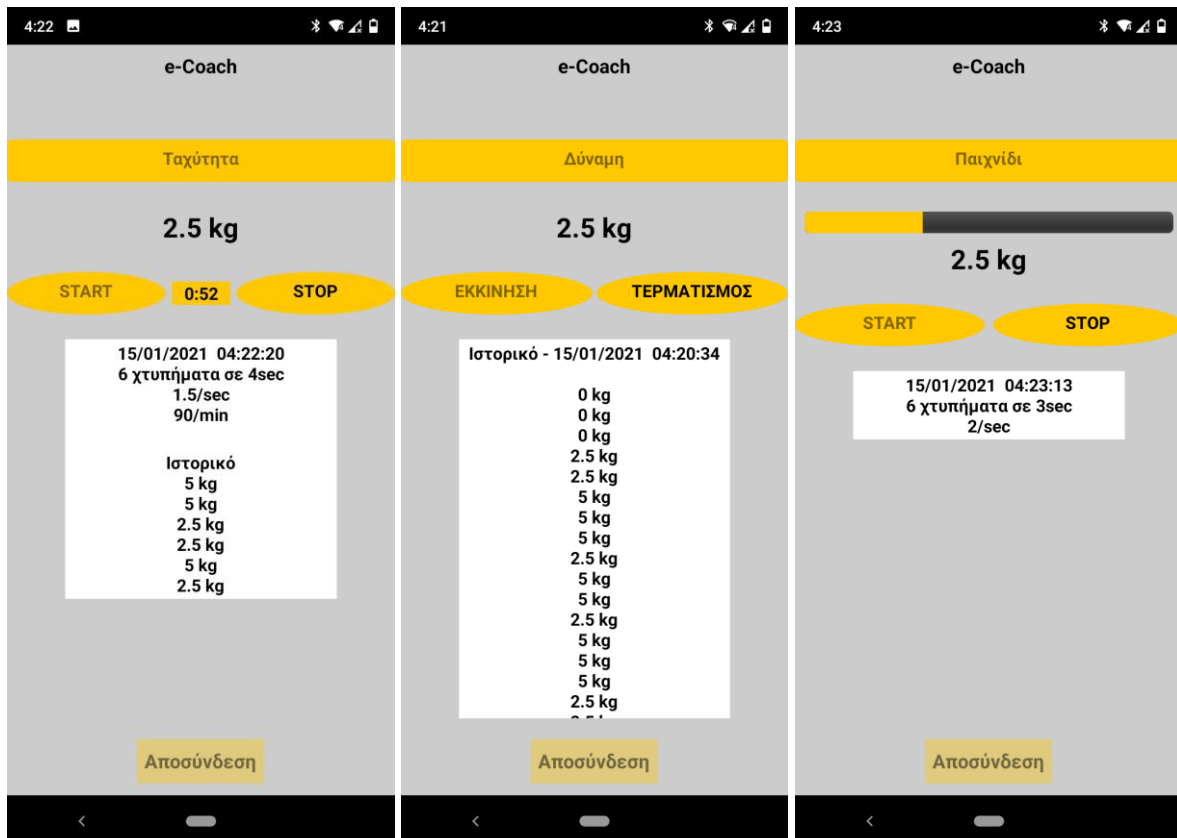 4:22
e-Coach
Ταχύτητα
2.5 kg
START
0:52
STOP
15/01/2021 04:22:20
6 χτυπήματα σε 4sec
1.5/sec
90/min
Ιστορικό
5 kg
5 kg
2.5 kg
2.5 kg
5 kg
2.5 kg
Αποσύνδεση
4:21
e-Coach
Δύναμη
2.5 kg
ΕΚΚΙΝΗΣΗ
ΤΕΡΜΑΤΙΣΜΟΣ
Ιστορικό - 15/01/2021 04:20:34
0 kg
0 kg
0 kg
2.5 kg
2.5 kg
5 kg
5 kg
5 kg
2.5 kg
5 kg
5 kg
2.5 kg
5 kg
5 kg
5 kg
2.5 kg
Αποσύνδεση
4:23
e-Coach
Παιχνίδι
2.5 kg
START
STOP
15/01/2021 04:23:13
6 χτυπήματα σε 3sec
2/sec
Αποσύνδεση